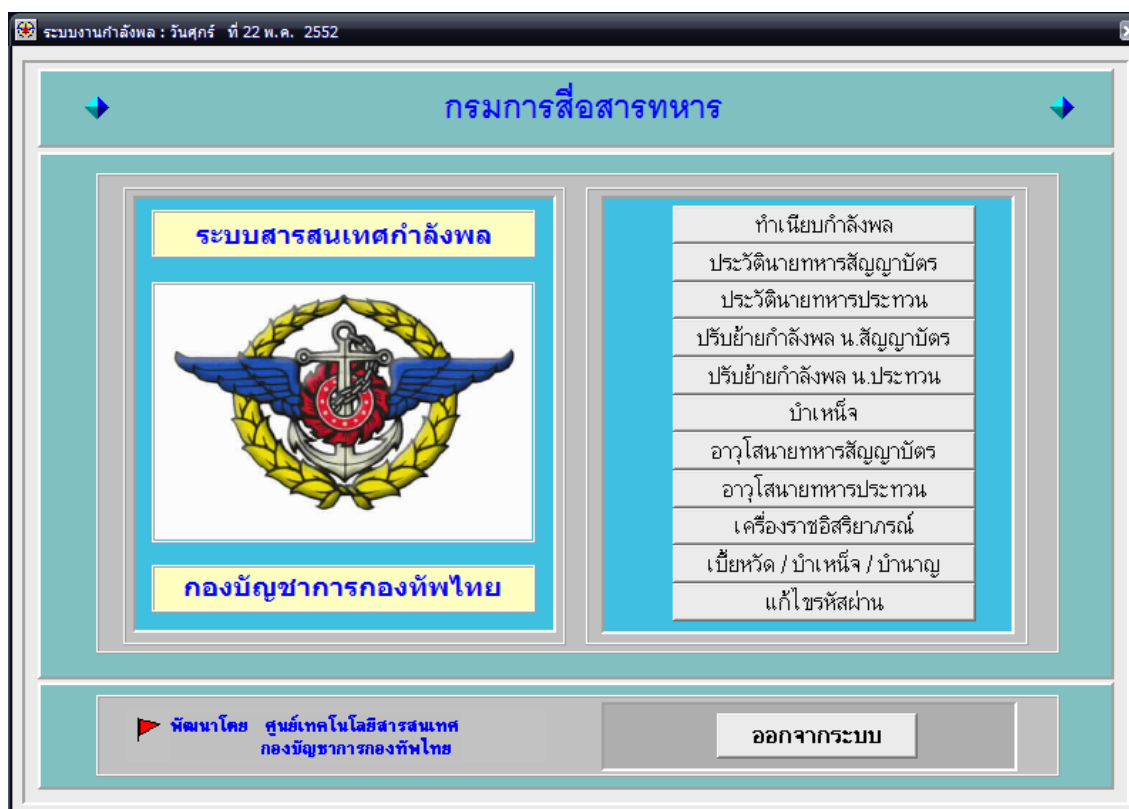 ระบบงานกำลังพล : วันศุกร์ ที่ 22 พ.ค. 2552
กรมการสื่อสารทหาร
ระบบสารสนเทศกำลังพล
กองบัญชาการกองทัพไทย
ทำเนียบกำลังพล
ประวัตินายทหารสัญญาบัตร
ประวัตินายทหารประทวน
ปรับย้ายกำลังพล น.สัญญาบัตร
ปรับย้ายกำลังพล น.ประทวน
บำเหน็จ
อาวุโสนายทหารสัญญาบัตร
อาวุโสนายทหารประทวน
เครื่องราชอิสริยาภรณ์
เบี้ยหวัด / บำเหน็จ / บำนาญ
แก้ไขรหัสผ่าน
พัฒนาโดย ศูนย์เทคโนโลยีสารสนเทศ
กองบัญชาการกองทัพไทย
ออกจากระบบ